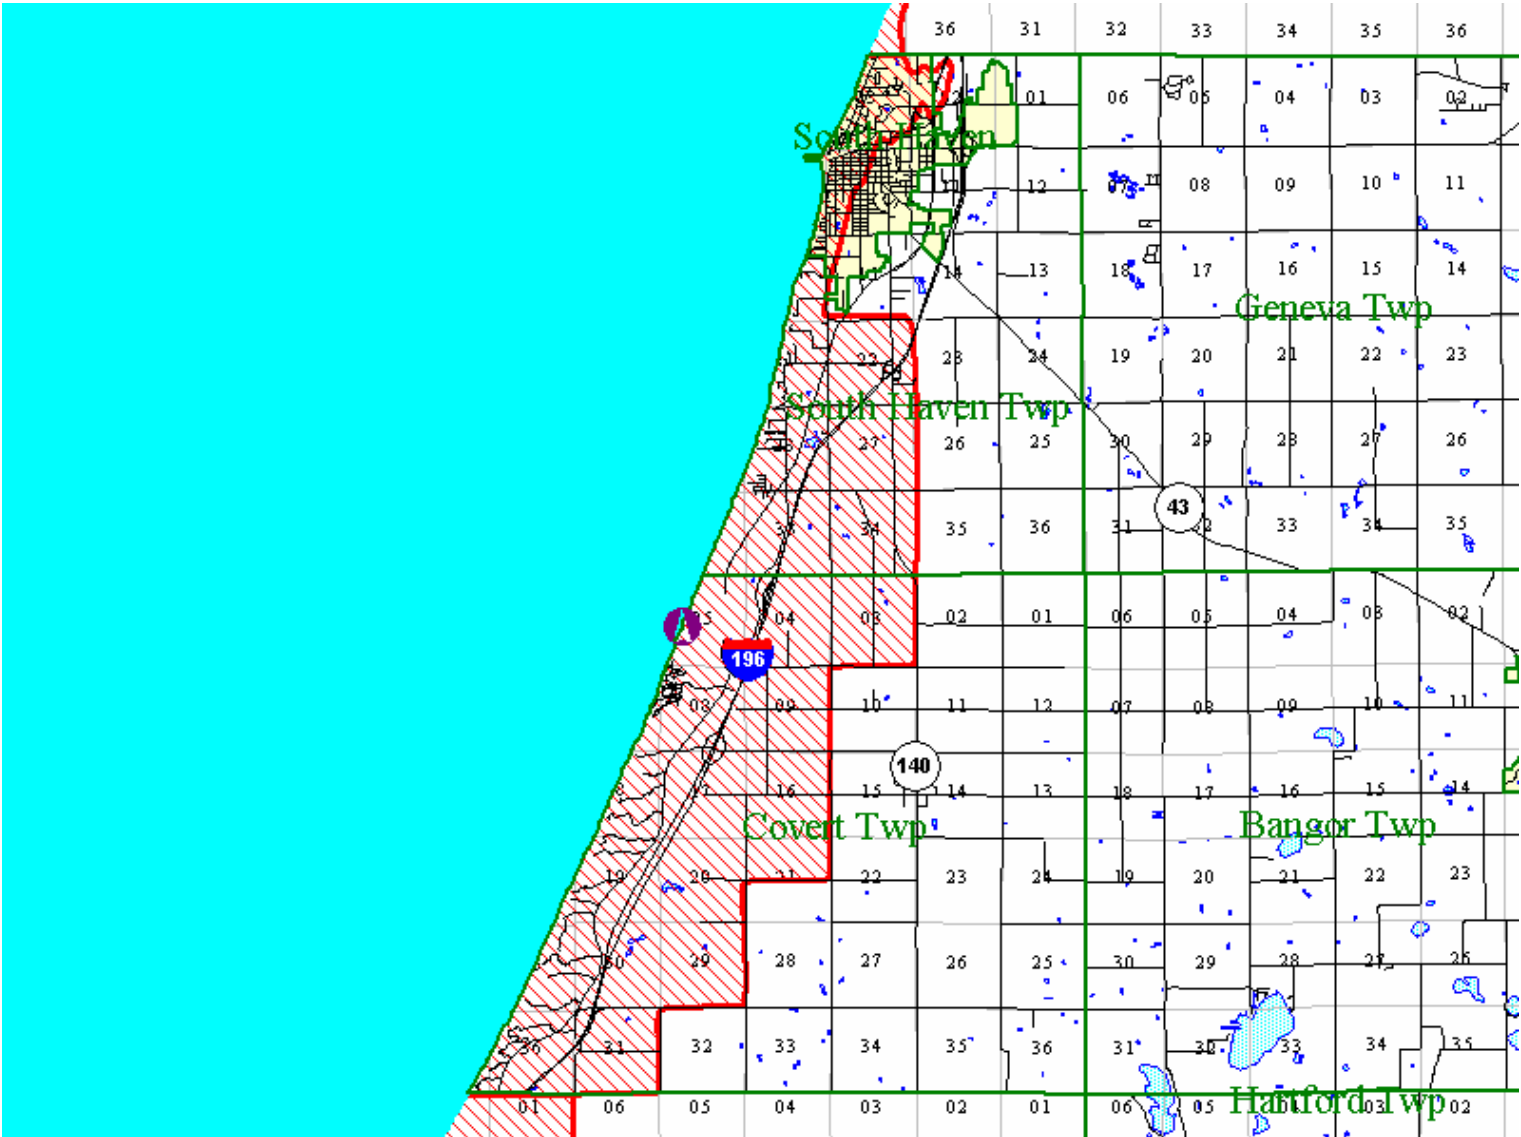 36 31 32 33 34 35 36
01 06 05 04 03 02
South Haven
12 08 09 10 11
14 13 18 17 16 15 14
Geneva Twp
22 23 24 19 20 21 22 23
South Haven Twp
27 26 25 30 29 28 27 26
43
34 35 36 31 33 34 35
04 03 02 01 06 05 04 03 02
196
08 09 10 11 12 07 08 09 10 11
140
16 15 14 13 18 17 16 15 14
Covert Twp Bangor Twp
19 20 21 22 23 24 19 20 21 22 23
30 29 28 27 26 25 30 29 28 27 26
36 31 32 33 34 35 36 31 32 33 34 35
Hartford Twp
01 06 05 04 03 02 01 06 05 03 02